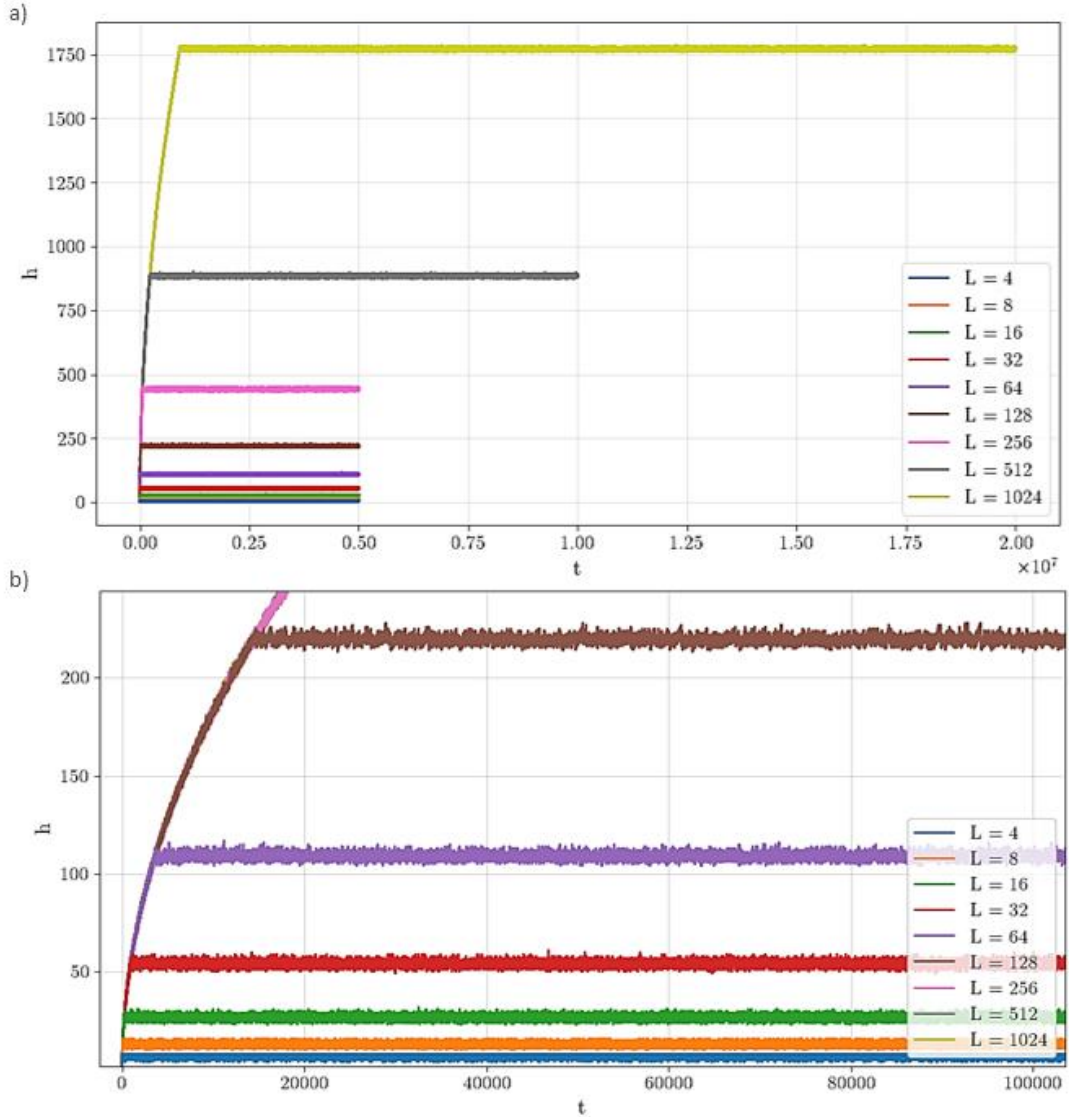 a)
1750
1500
1250
1000
750
500
250
0
h
L = 4
L = 8
L = 16
L = 32
L = 64
L = 128
L = 256
L = 512
L = 1024
0.00 0.25 0.50 0.75 1.00 1.25 1.50 1.75 2.00
t
×10⁷
b)
200
150
100
50
h
L = 4
L = 8
L = 16
L = 32
L = 64
L = 128
L = 256
L = 512
L = 1024
0 20000 40000 60000 80000 100000
t